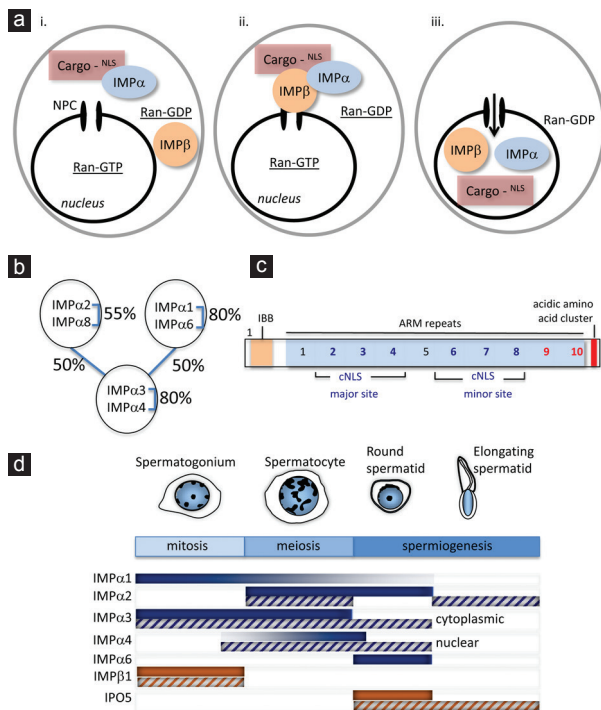 a
i.
Cargo - NLS
IMPα
NPC
Ran-GDP
IMPβ
Ran-GTP
nucleus
ii.
Cargo - NLS
IMPβ
IMPα
Ran-GDP
Ran-GTP
nucleus
iii.
Ran-GDP
IMPβ
IMPα
Cargo - NLS
b
IMPα2
IMPα8
55%
IMPα1
IMPα6
80%
50%
50%
IMPα3
IMPα4
80%
c
1
IBB
ARM repeats
acidic amino
acid cluster
1 2 3 4 5 6 7 8 9 10
cNLS
major site
cNLS
minor site
d
Spermatogonium
Spermatocyte
Round
spermatid
Elongating
spermatid
mitosis
meiosis
spermiogenesis
IMPα1
IMPα2
IMPα3
cytoplasmic
IMPα4
nuclear
IMPα6
IMPβ1
IPO5